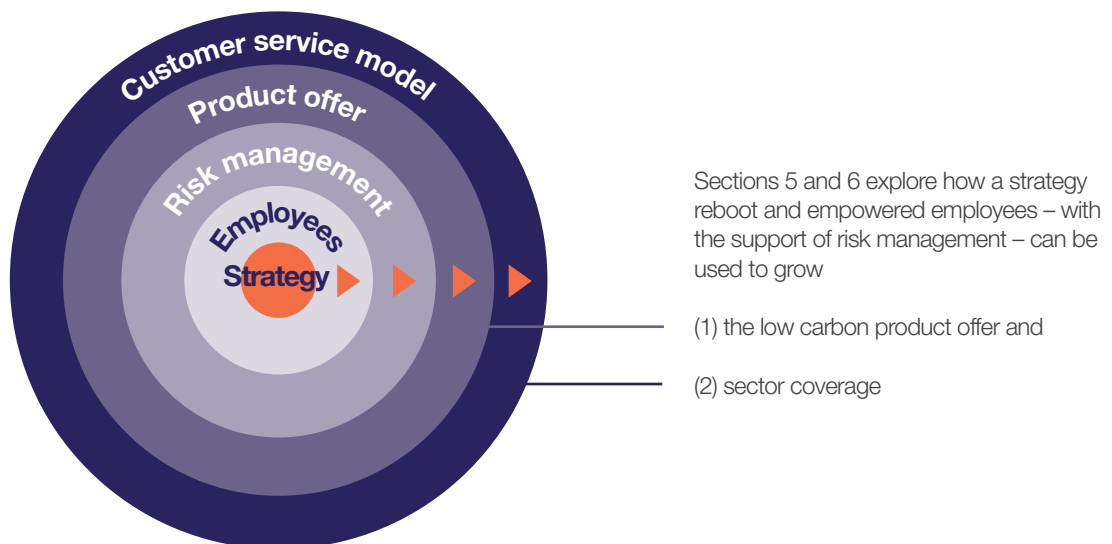 Customer service model
Product offer
Risk management
Employees
Strategy
Sections 5 and 6 explore how a strategy
reboot and empowered employees – with
the support of risk management – can be
used to grow
(1) the low carbon product offer and
(2) sector coverage